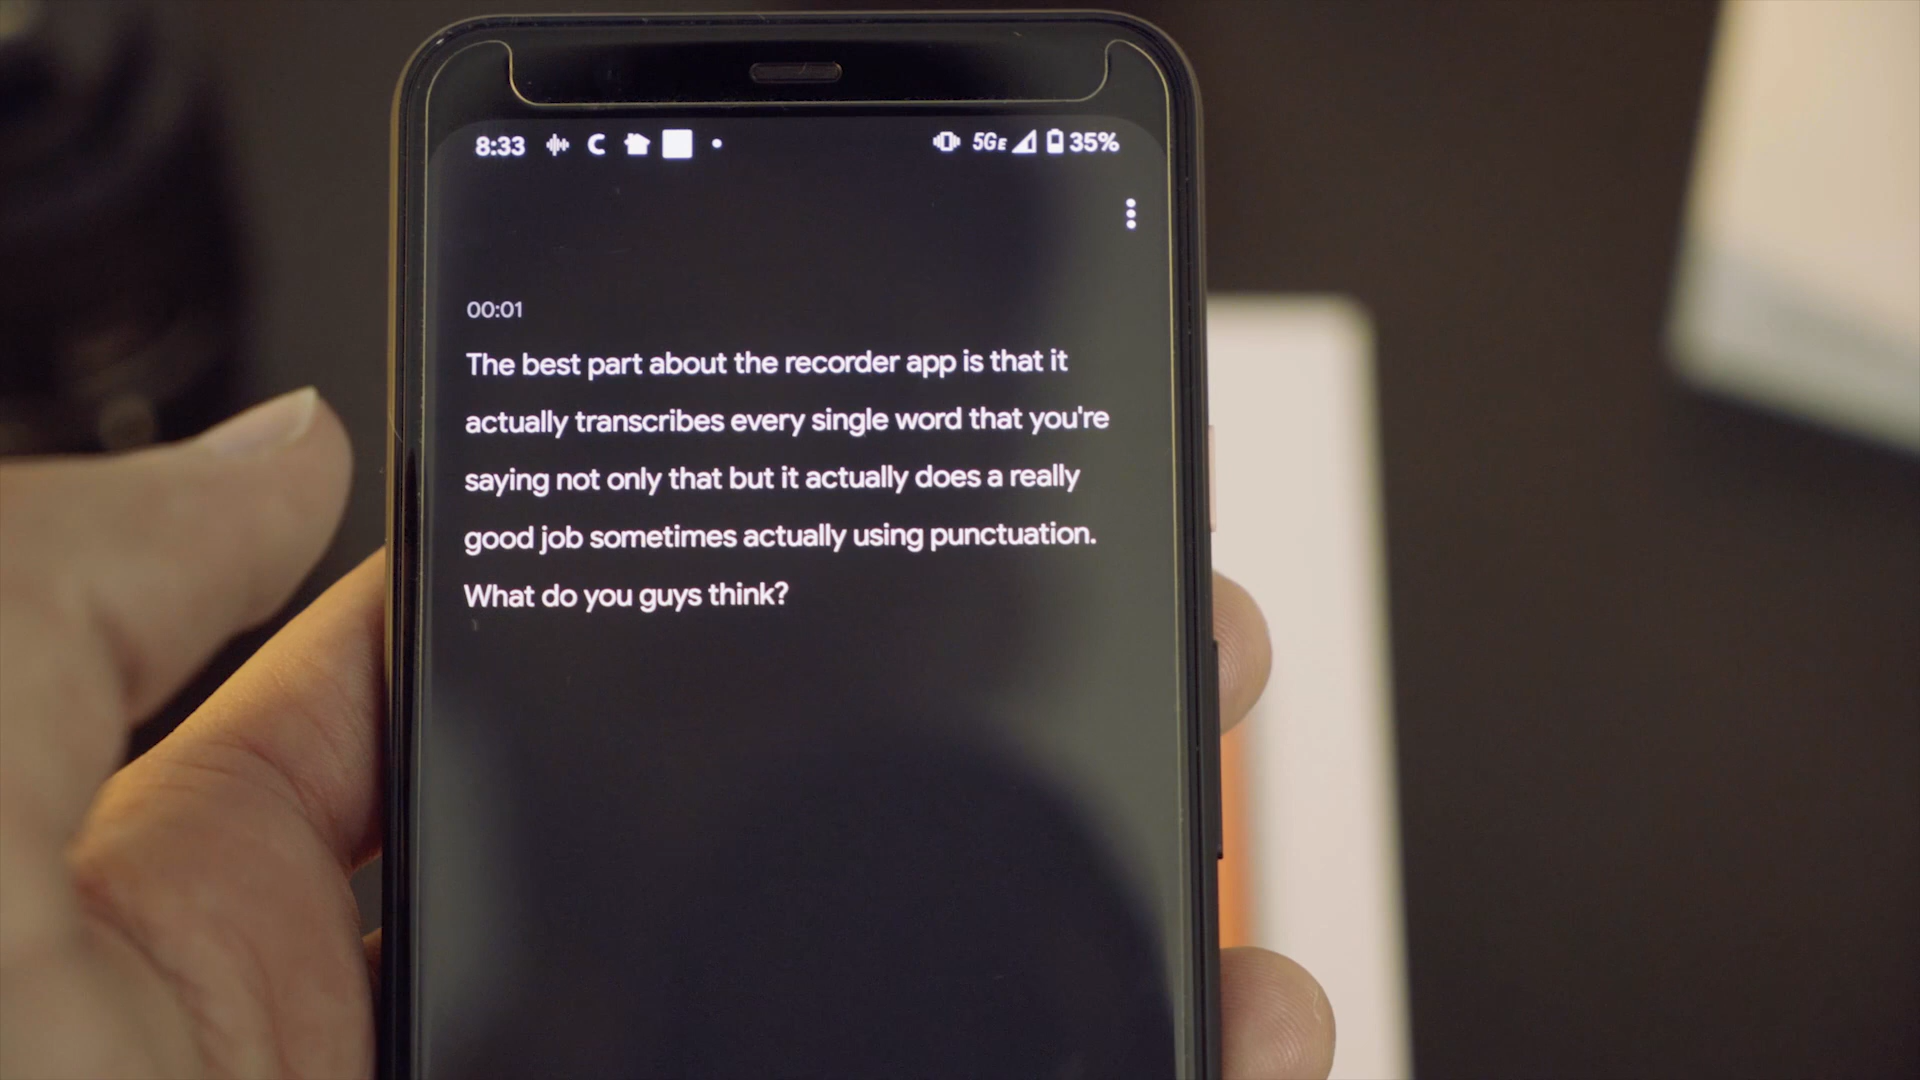 8:33 C 5GE 35%
00:01
The best part about the recorder app is that it
actually transcribes every single word that you're
saying not only that but it actually does a really
good job sometimes actually using punctuation.
What do you guys think?